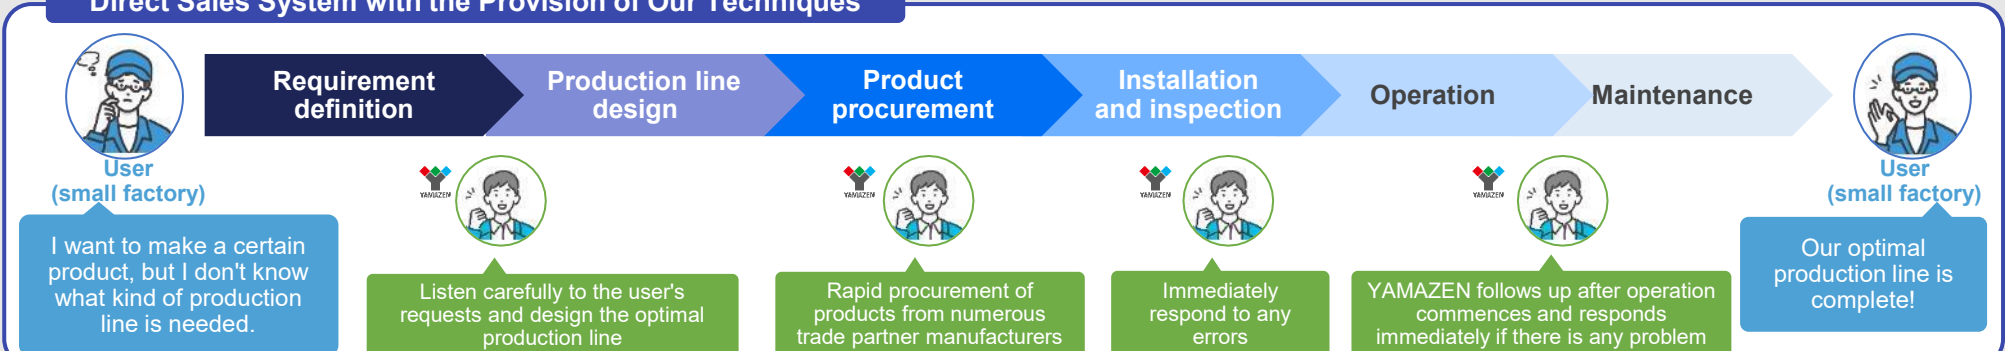 Direct Sales System with the Provision of Our Techniques
Requirement
definition
Production line
design
Product
procurement
Installation
and inspection
Operation
Maintenance
User
(small factory)
I want to make a certain
product, but I don't know
what kind of production
line is needed.
YAMAZEN
Listen carefully to the user's
requests and design the optimal
production line
YAMAZEN
Rapid procurement of
products from numerous
trade partner manufacturers
YAMAZEN
Immediately
respond to any
errors
YAMAZEN
YAMAZEN follows up after operation
commences and responds
immediately if there is any problem
User
(small factory)
Our optimal
production line is
complete!